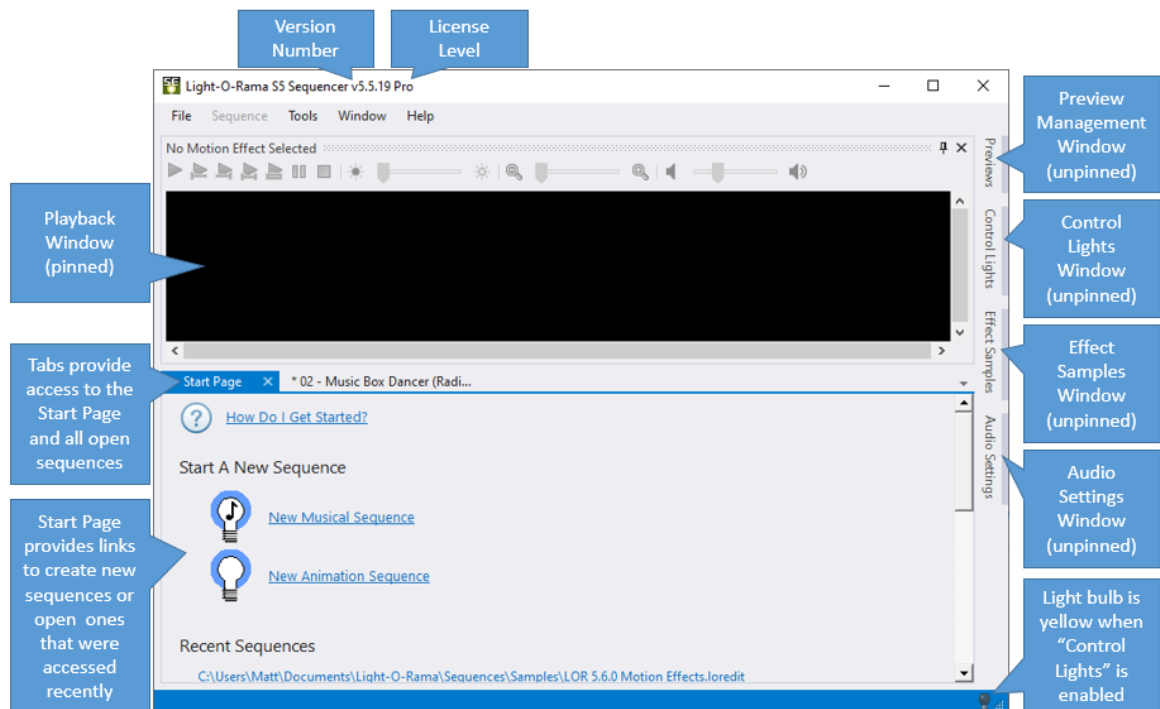 Version
Number
License
Level
Light-O-Rama S5 Sequencer v5.5.19 Pro
File Sequence Tools Window Help
No Motion Effect Selected
Previews
Control Lights
Effect Samples
Audio Settings
Preview
Management
Window
(unpinned)
Control
Lights
Window
(unpinned)
Effect
Samples
Window
(unpinned)
Audio
Settings
Window
(unpinned)
Light bulb is
yellow when
“Control
Lights” is
enabled
Playback
Window
(pinned)
Tabs provide
access to the
Start Page
and all open
sequences
Start Page
provides links
to create new
sequences or
open ones
that were
accessed
recently
Start Page * 02 - Music Box Dancer (Radi...
How Do I Get Started?
Start A New Sequence
New Musical Sequence
New Animation Sequence
Recent Sequences
C:\Users\Matt\Documents\Light-O-Rama\Sequences\Samples\LOR 5.6.0 Motion Effects.loredit